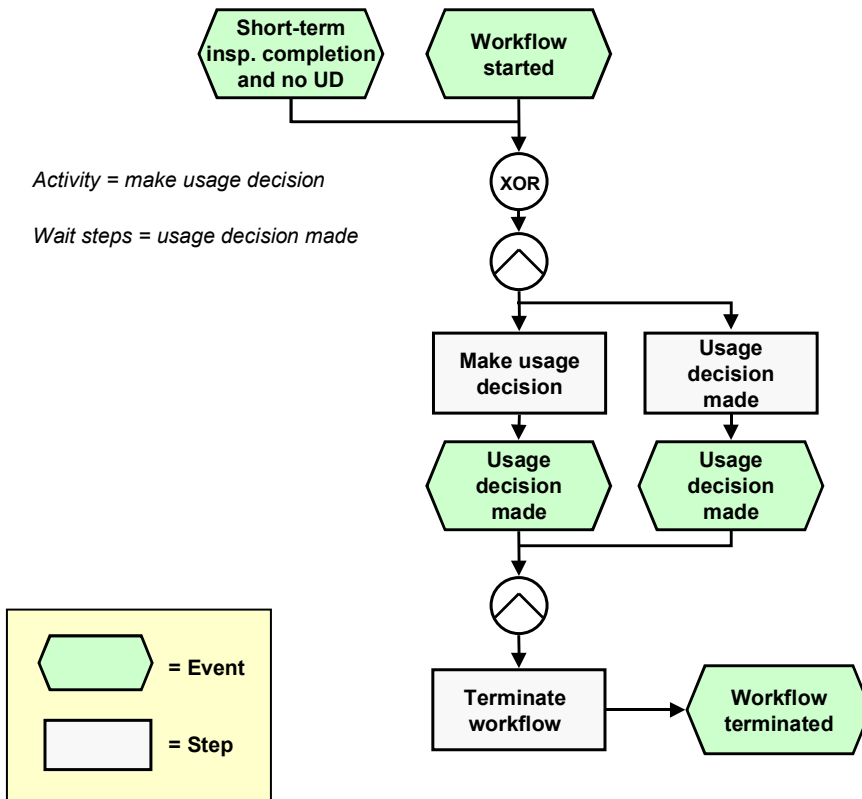 Short-term
insp. completion
and no UD
Workflow
started
Activity = make usage decision
XOR
Wait steps = usage decision made
Make usage
decision
Usage
decision
made
Usage
decision
made
Usage
decision
made
= Event
= Step
Terminate
workflow
Workflow
terminated